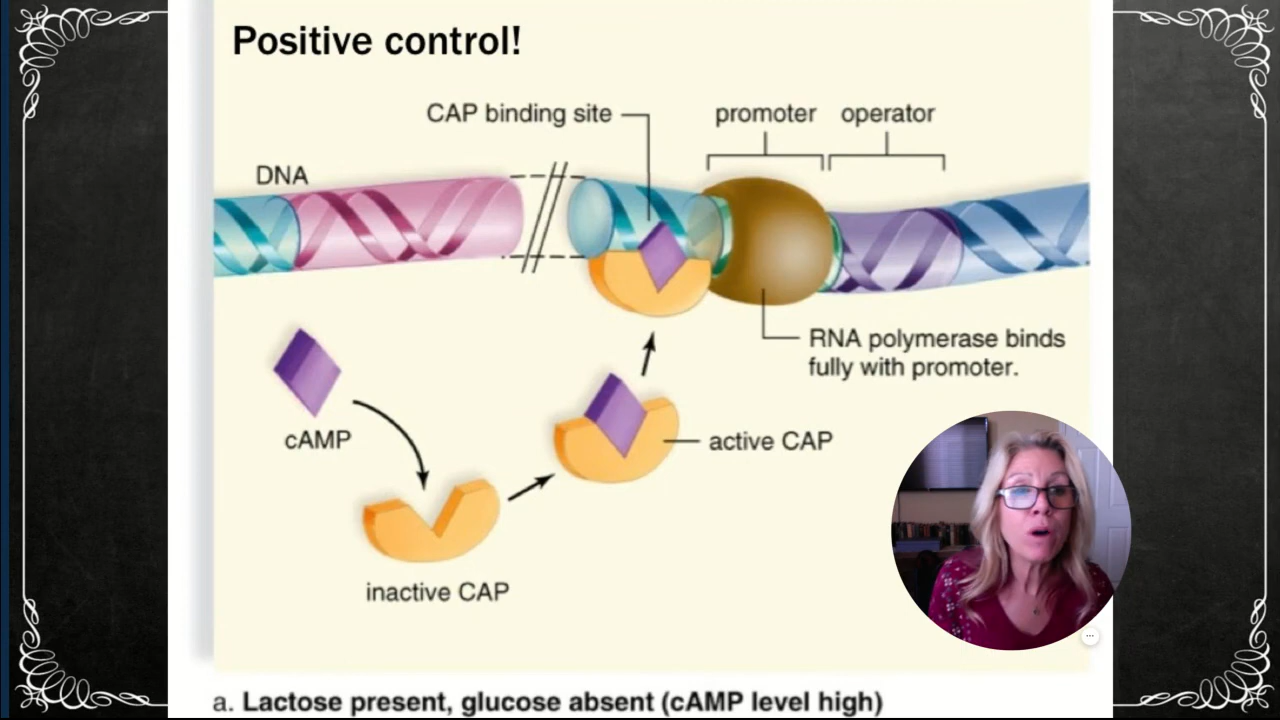 Positive control!
CAP binding site
promoter operator
DNA
RNA polymerase binds
fully with promoter.
cAMP
active CAP
inactive CAP
a. Lactose present, glucose absent (cAMP level high)